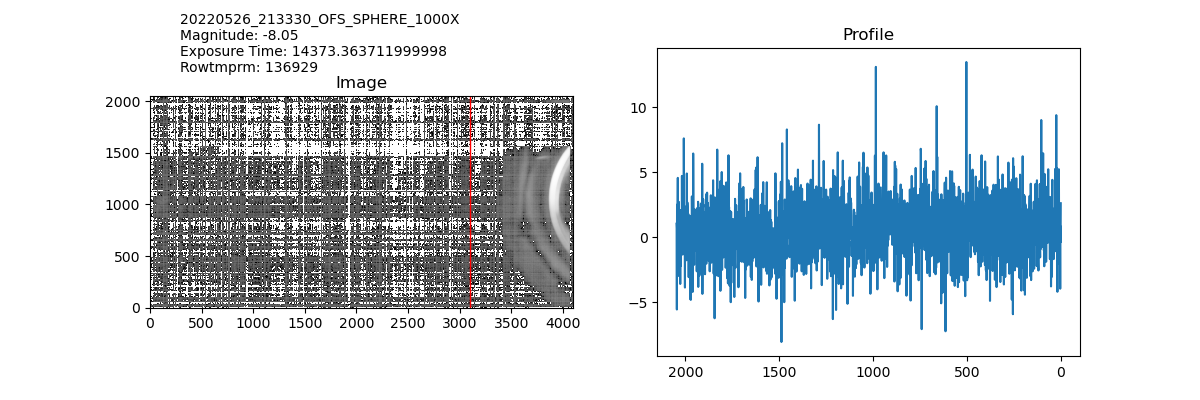 20220526_213330_OFS_SPHERE_1000X
Magnitude: -8.05
Exposure Time: 14373.363711999998
Rowtmprm: 136929
Image
2000
1500
1000
500
0
0 500 1000 1500 2000 2500 3000 3500 4000
Profile
10
5
0
−5
2000 1500 1000 500 0